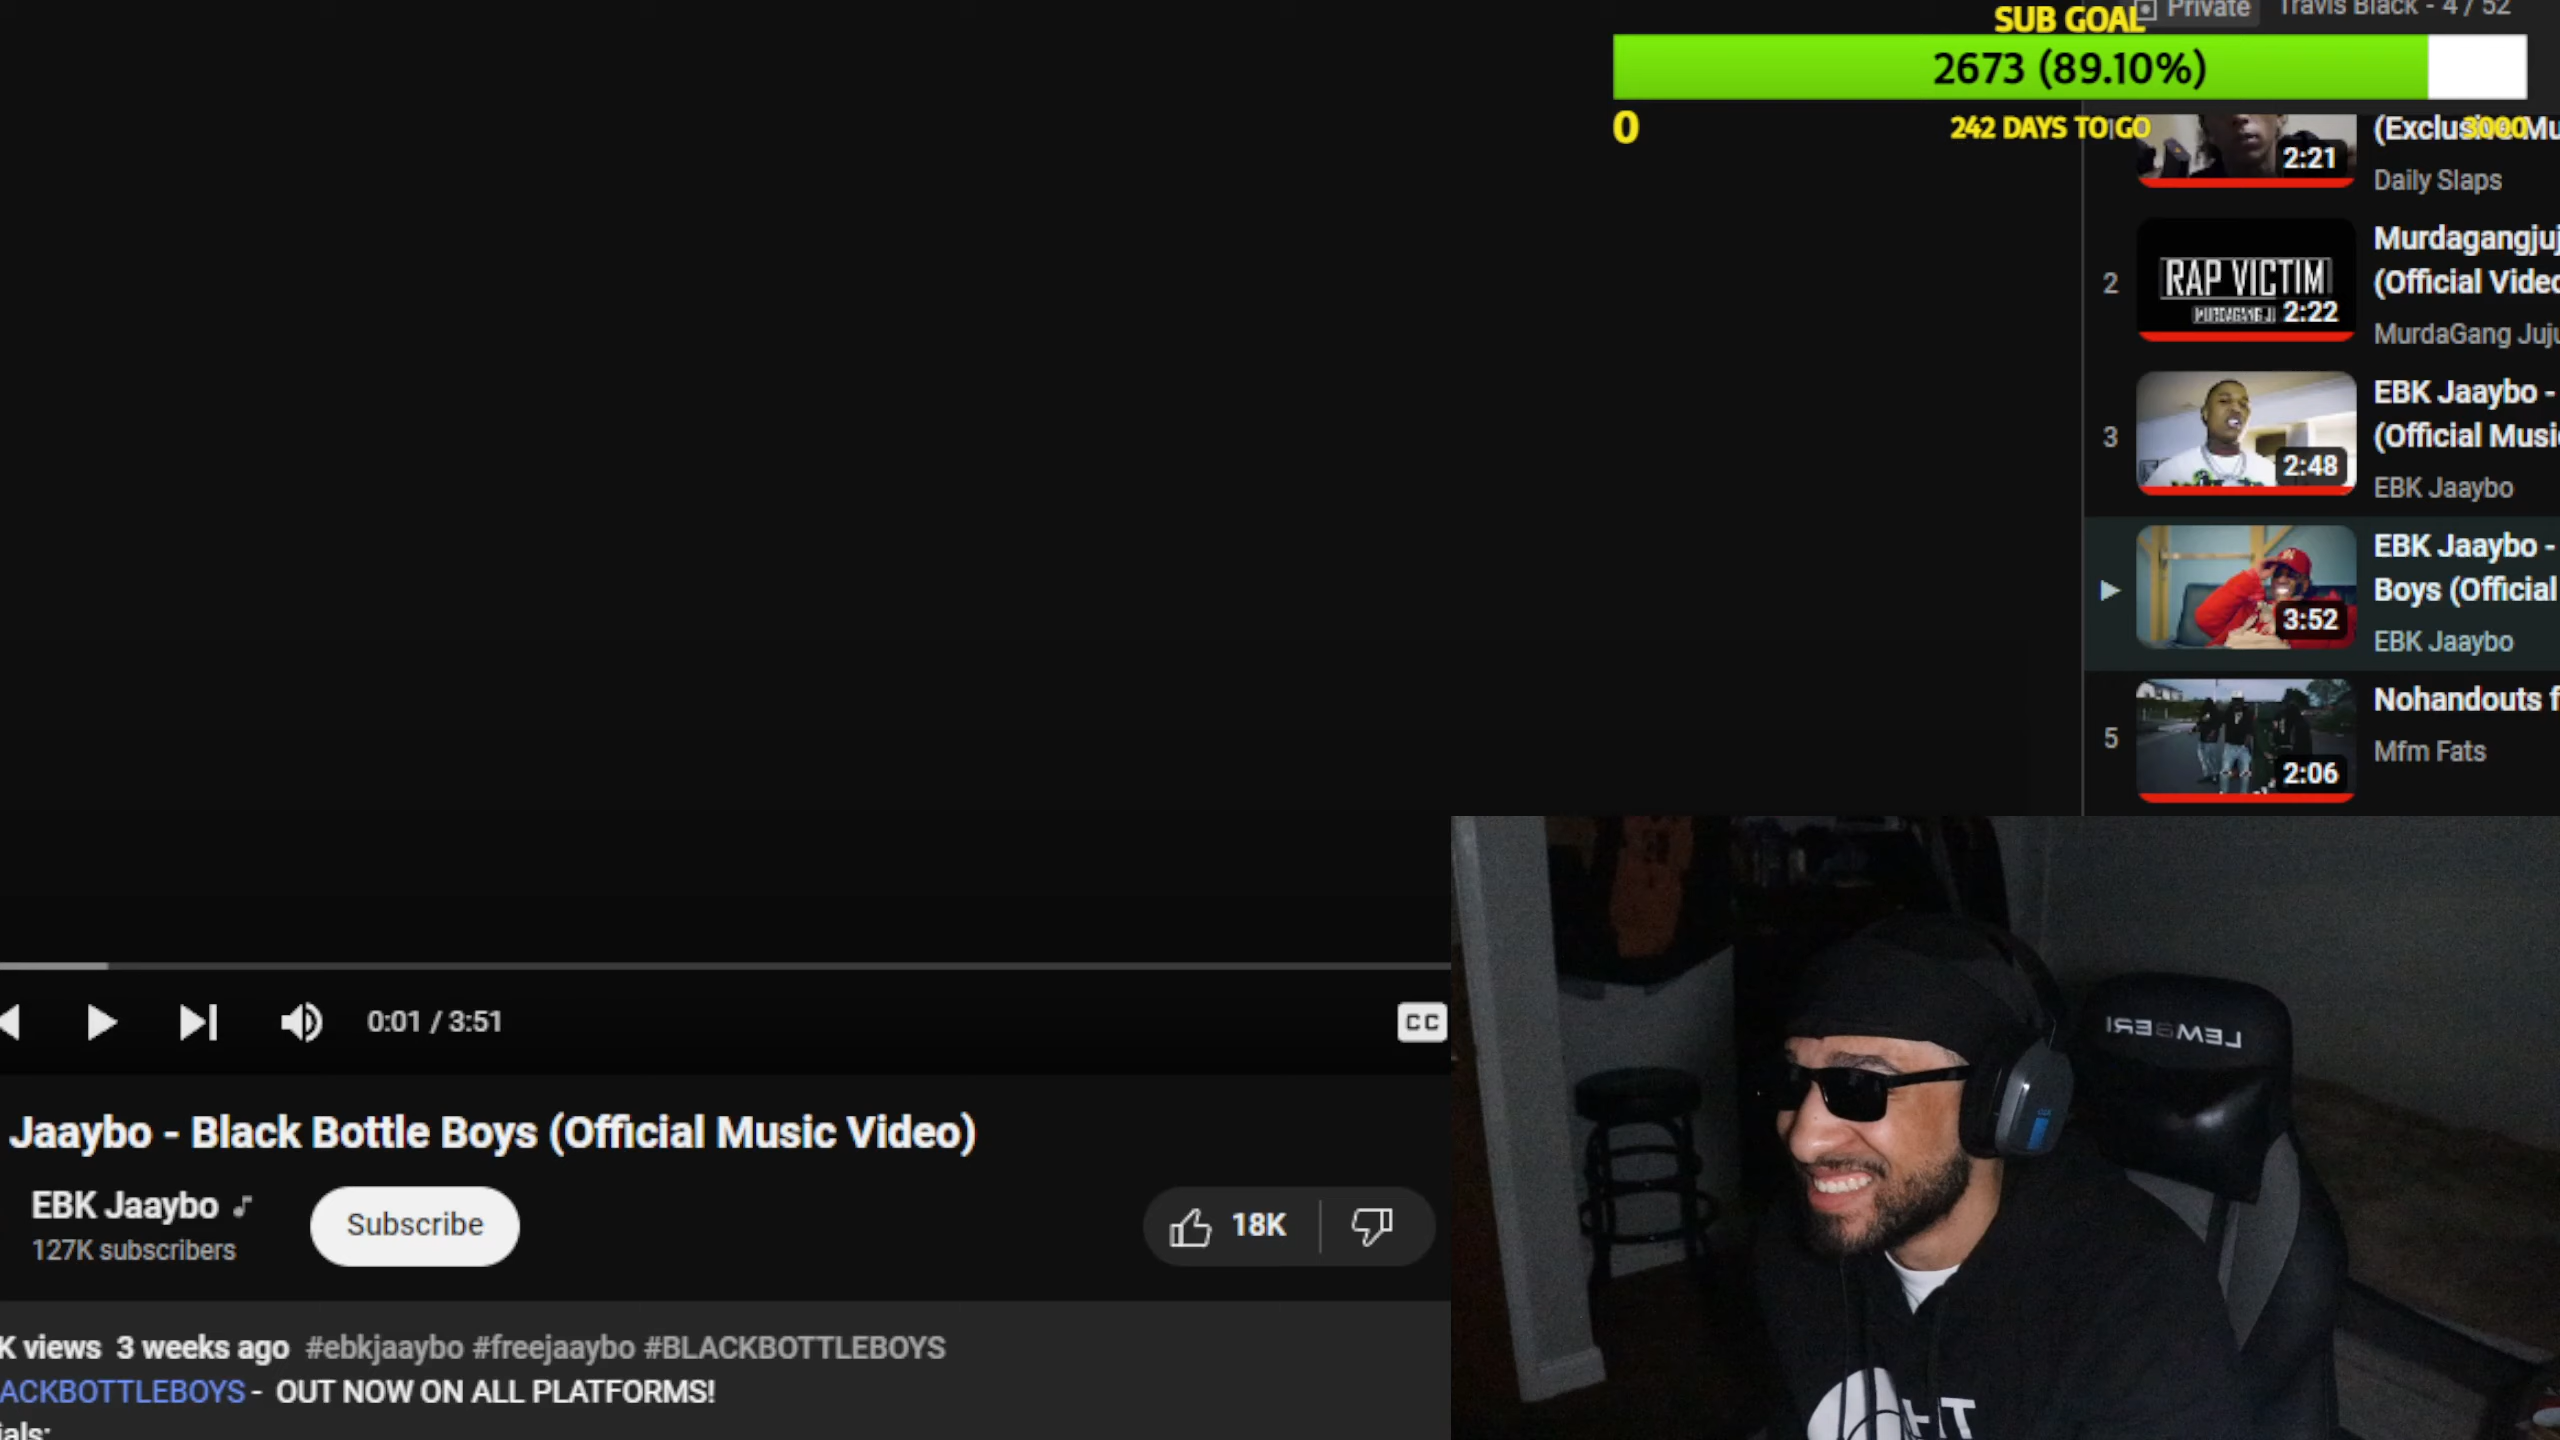 SUB GOAL
Private
Travis Black - 4 / 52
2673 (89.10%)
0
242 DAYS TO GO
3000
2:21
Daily Slaps
2
RAP VICTIM
2:22
(Official
MurdaGang
3
2:48
EBK Jaaybo -
(Official
EBK Jaaybo
3:52
EBK Jaaybo -
Boys (Official
EBK Jaaybo
5
2:06
Nohandouts
Mfm Fats
0:01 / 3:51
CC
Jaaybo - Black Bottle Boys (Official Music Video)
EBK Jaaybo
127K subscribers
Subscribe
18K
K views 3 weeks ago #ebkjaaybo #freejaaybo #BLACKBOTTLEBOYS
ACKBOTTLEBOYS - OUT NOW ON ALL PLATFORMS!